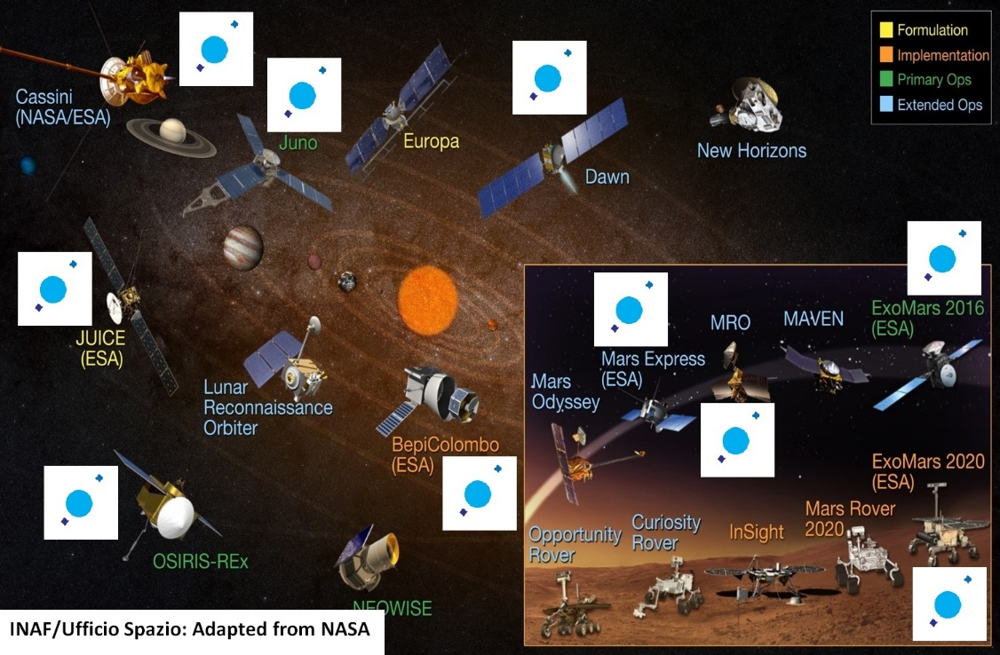 Formulation
Implementation
Primary Ops
Extended Ops
Cassini
(NASA/ESA)
Juno
Europa
Dawn
New Horizons
JUICE
(ESA)
Lunar
Reconnaissance
Orbiter
BepiColombo
(ESA)
OSIRIS-REx
NEOWISE
Mars Express
(ESA)
MRO
MAVEN
ExoMars 2016
(ESA)
Mars
Odyssey
ExoMars 2020
(ESA)
Opportunity
Rover
Curiosity
Rover
InSight
Mars Rover
2020
INAF/Ufficio Spazio: Adapted from NASA